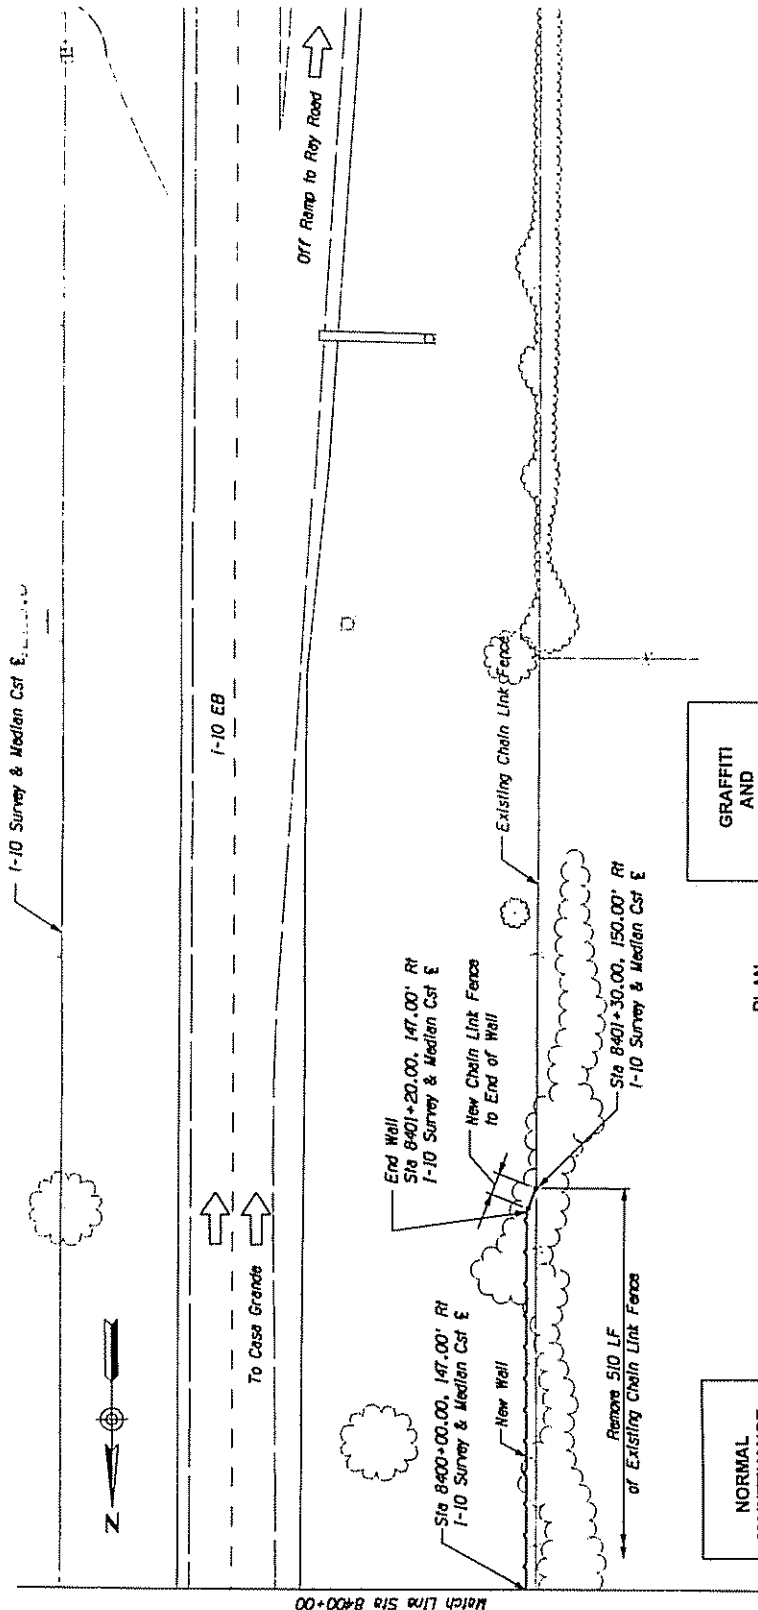 I-10 Survey & Median Cst ₤
Off Ramp to Ray Road
I-10 EB
To Casa Grande
N
Existing Chain Link Fence
End Wall
Sta 8401+20.00, 147.00' Rt
I-10 Survey & Median Cst ₤
New Chain Link Fence
to End of Wall
Sta 8401+30.00, 150.00' Rt
I-10 Survey & Median Cst ₤
Sta 8400+00.00, 147.00' Rt
I-10 Survey & Median Cst ₤
New Wall
Remove 510 LF
of Existing Chain Link Fence
Match Line Sta 8400+00
GRAFFITI
AND
NORMAL